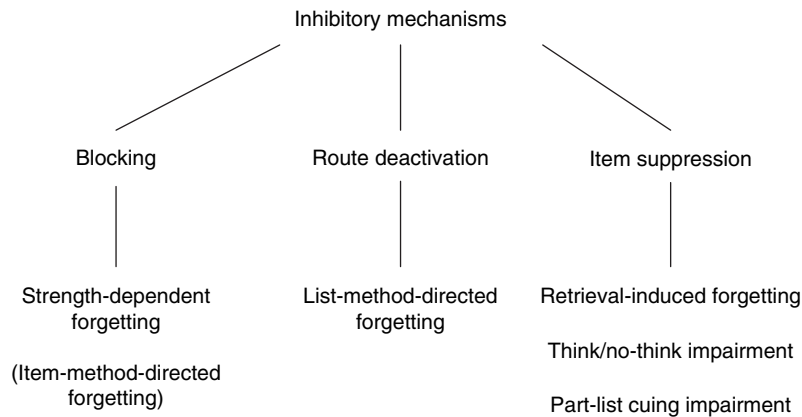 Inhibitory mechanisms
Blocking
Route deactivation
Item suppression
Strength-dependent
forgetting
(Item-method-directed
forgetting)
List-method-directed
forgetting
Retrieval-induced forgetting
Think/no-think impairment
Part-list cuing impairment